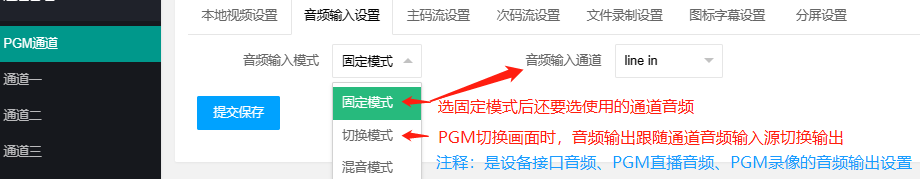 本地视频设置 音频输入设置 主码流设置 次码流设置 文件录制设置 图标字幕设置 分屏设置
PGM通道
音频输入模式 固定模式 音频输入通道 line in
通道一
固定模式 选固定模式后还要选使用的通道音频
提交保存
通道二
切换模式 PGM切换画面时，音频输出跟随通道音频输入源切换输出
通道三
混音模式 注释：是设备接口音频、PGM直播音频、PGM录像的音频输出设置